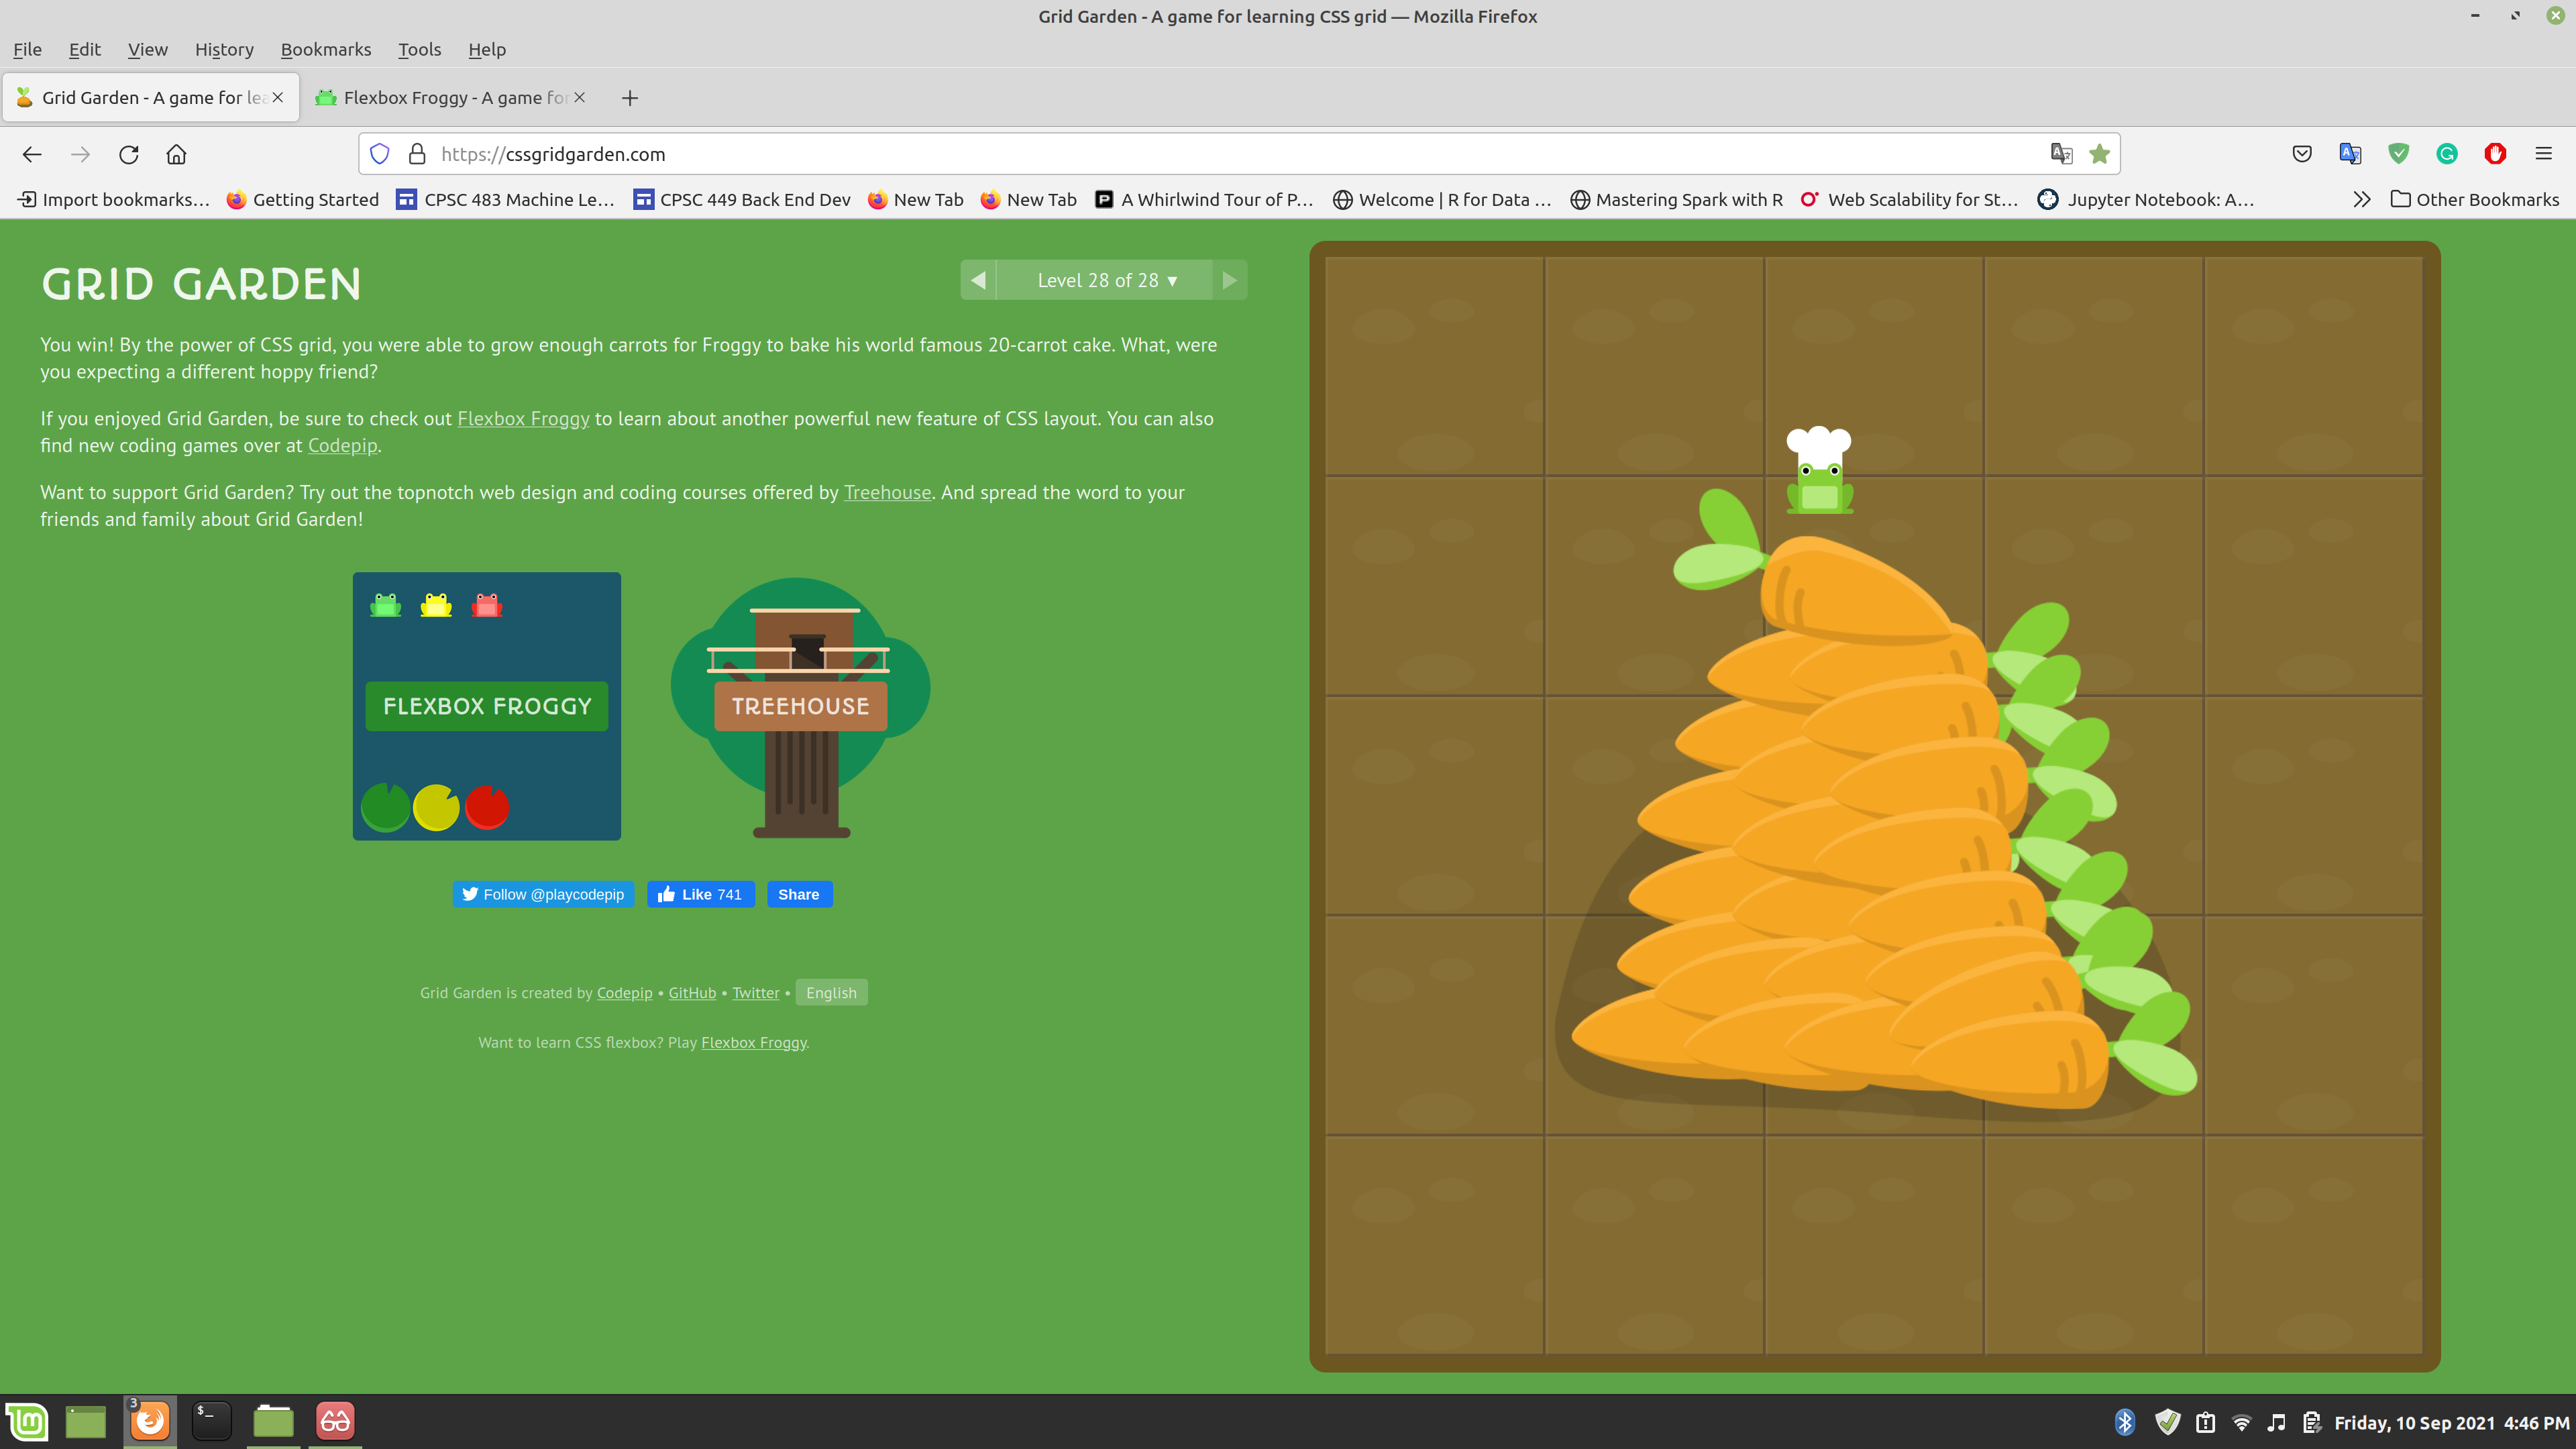 Grid Garden - A game for learning CSS grid — Mozilla Firefox
File Edit View History Bookmarks Tools Help
Grid Garden - A game for lea Flexbox Froggy - A game for
https://cssgridgarden.com
Import bookmarks... Getting Started CPSC 483 Machine Le... CPSC 449 Back End Dev New Tab New Tab A Whirlwind Tour of P... Welcome | R for Data ... Mastering Spark with R Web Scalability for St... Jupyter Notebook: A... Other Bookmarks
GRID GARDEN
Level 28 of 28 ▼
You win! By the power of CSS grid, you were able to grow enough carrots for Froggy to bake his world famous 20-carrot cake. What, were
you expecting a different hoppy friend?
If you enjoyed Grid Garden, be sure to check out Flexbox Froggy to learn about another powerful new feature of CSS layout. You can also
find new coding games over at Codepip.
Want to support Grid Garden? Try out the topnotch web design and coding courses offered by Treehouse. And spread the word to your
friends and family about Grid Garden!
FLEXBOX FROGGY
TREEHOUSE
Follow @playcodepip Like 741 Share
Grid Garden is created by Codepip • GitHub • Twitter • English
Want to learn CSS flexbox? Play Flexbox Froggy.
3
$_
Friday, 10 Sep 2021 4:46 PM